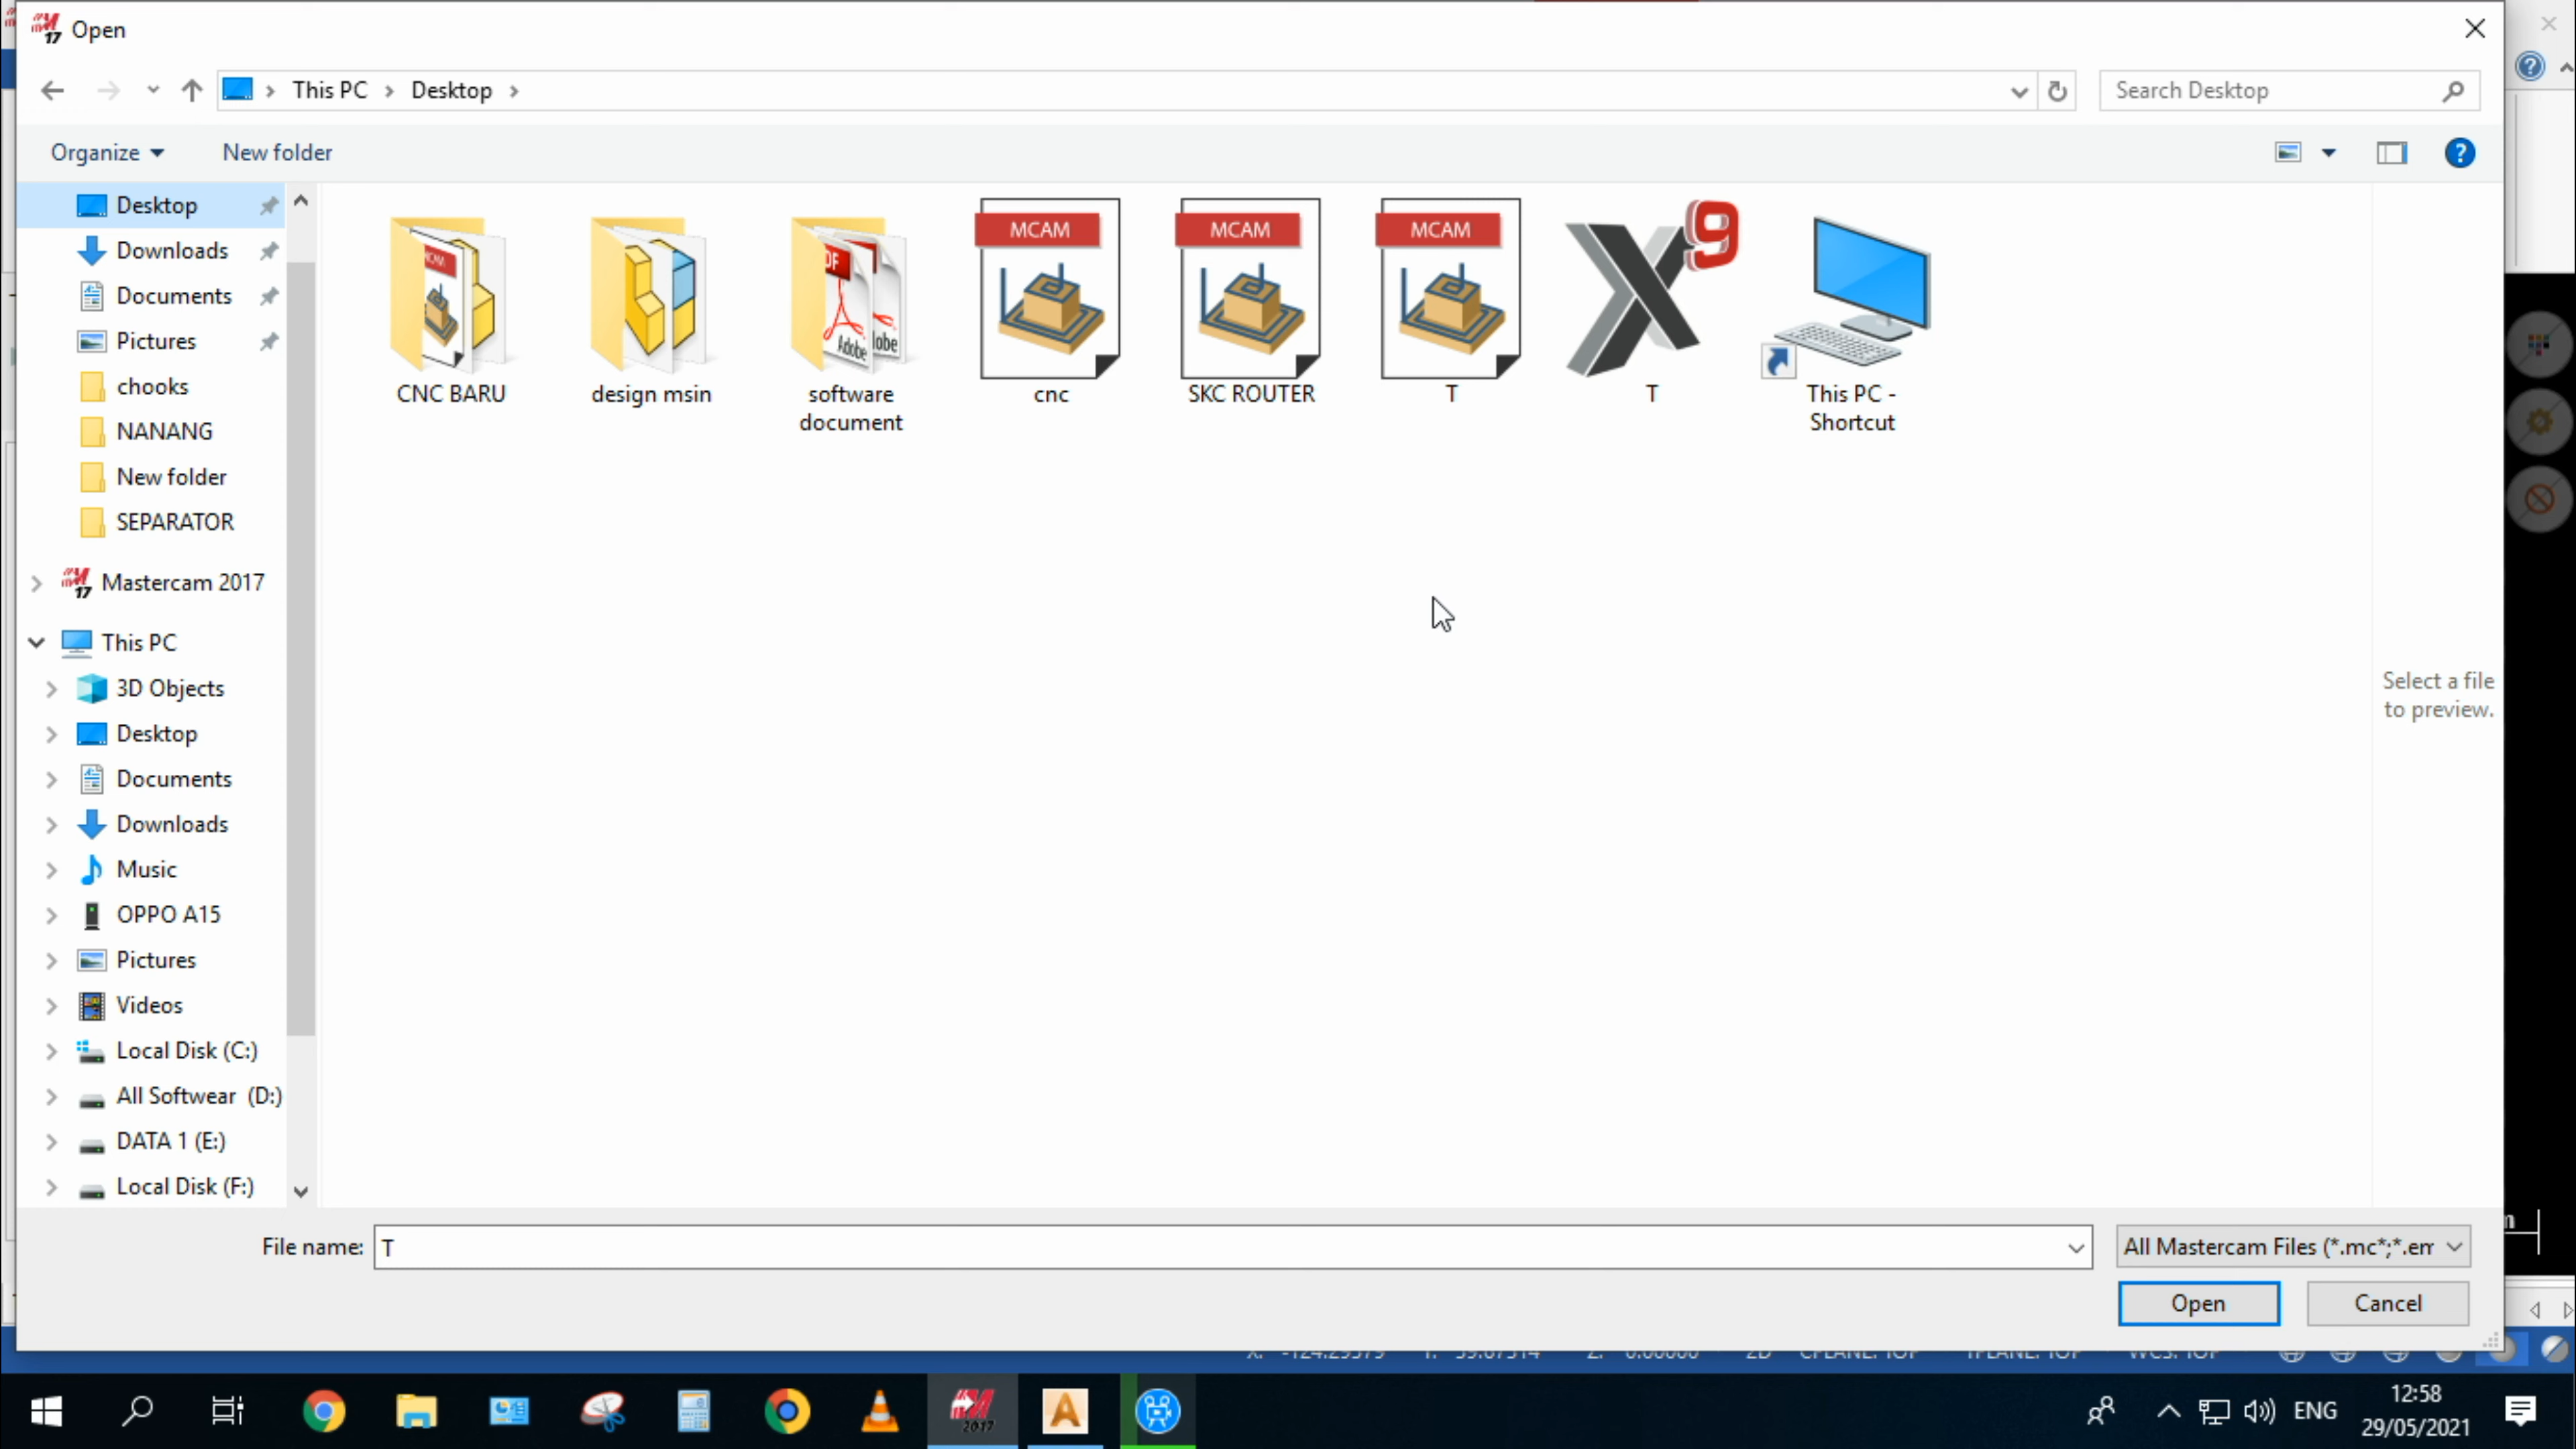 Open
This PC
Desktop
Search Desktop
Organize
New folder
Desktop
Downloads
Documents
Pictures
chooks
NANANG
New folder
SEPARATOR
Mastercam 2017
This PC
3D Objects
Desktop
Documents
Downloads
Music
OPPO A15
Pictures
Videos
Local Disk (C:)
All Softwear (D:)
DATA 1 (E:)
Local Disk (F:)
CNC BARU
design msin
software
document
MCAM
cnc
MCAM
SKC ROUTER
MCAM
T
X9
T
This PC -
Shortcut
Select a file
to preview.
File name: T
All Mastercam Files (*.mc*;*.em
Open
Cancel
ENG
12:58
29/05/2021